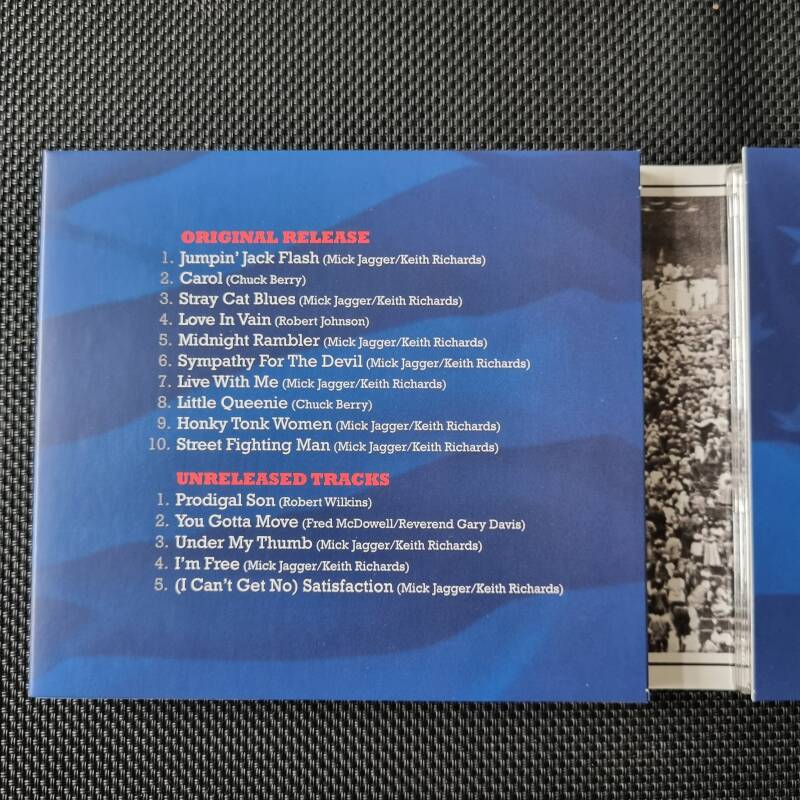 ORIGINAL RELEASE
1. Jumpin' Jack Flash (Mick Jagger/Keith Richards)
2. Carol (Chuck Berry)
3. Stray Cat Blues (Mick Jagger/Keith Richards)
4. Love In Vain (Robert Johnson)
5. Midnight Rambler (Mick Jagger/Keith Richards)
6. Sympathy For The Devil (Mick Jagger/Keith Richards)
7. Live With Me (Mick Jagger/Keith Richards)
8. Little Queenie (Chuck Berry)
9. Honky Tonk Women (Mick Jagger/Keith Richards)
10. Street Fighting Man (Mick Jagger/Keith Richards)
UNRELEASED TRACKS
1. Prodigal Son (Robert Wilkins)
2. You Gotta Move (Fred McDowell/Reverend Gary Davis)
3. Under My Thumb (Mick Jagger/Keith Richards)
4. I'm Free (Mick Jagger/Keith Richards)
5. (I Can't Get No) Satisfaction (Mick Jagger/Keith Richards)